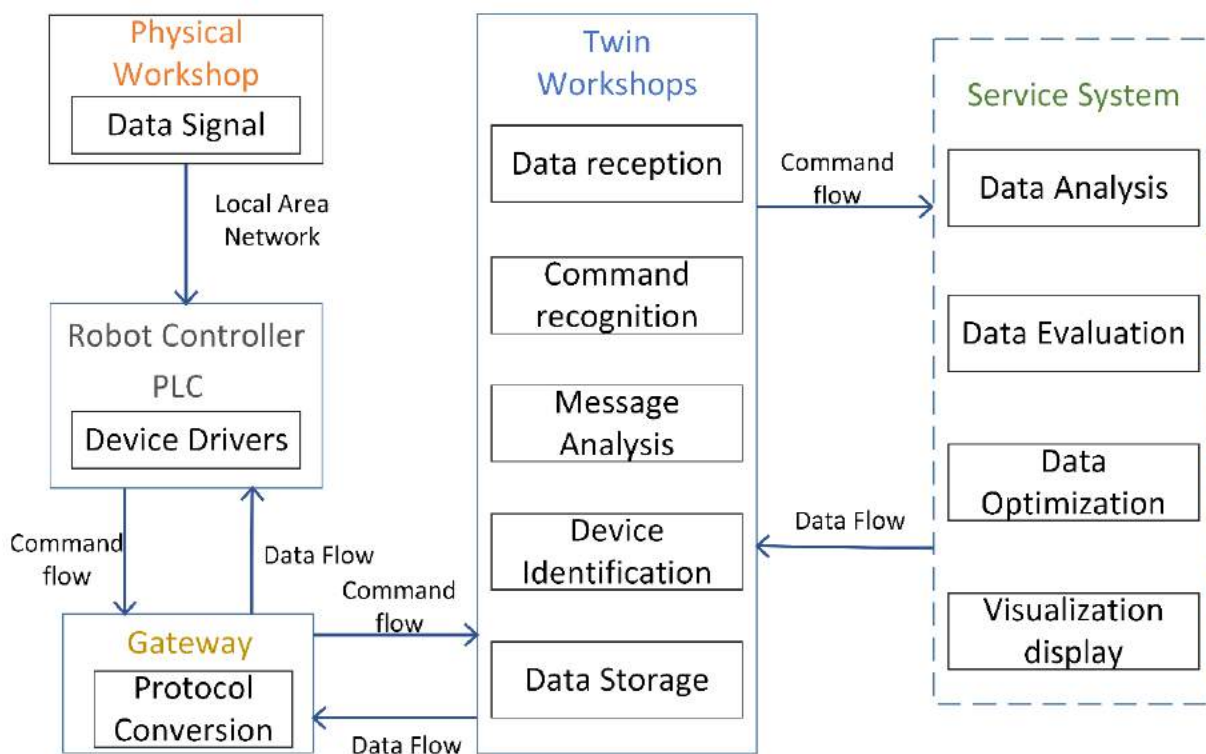 Physical
Workshop
Data Signal
Local Area
Network
Robot Controller
PLC
Device Drivers
Command
flow
Data Flow
Gateway
Protocol
Conversion
Command
flow
Data Flow
Twin
Workshops
Data reception
Command
recognition
Message
Analysis
Device
Identification
Data Storage
Command
flow
Data Flow
Service System
Data Analysis
Data Evaluation
Data
Optimization
Visualization
display